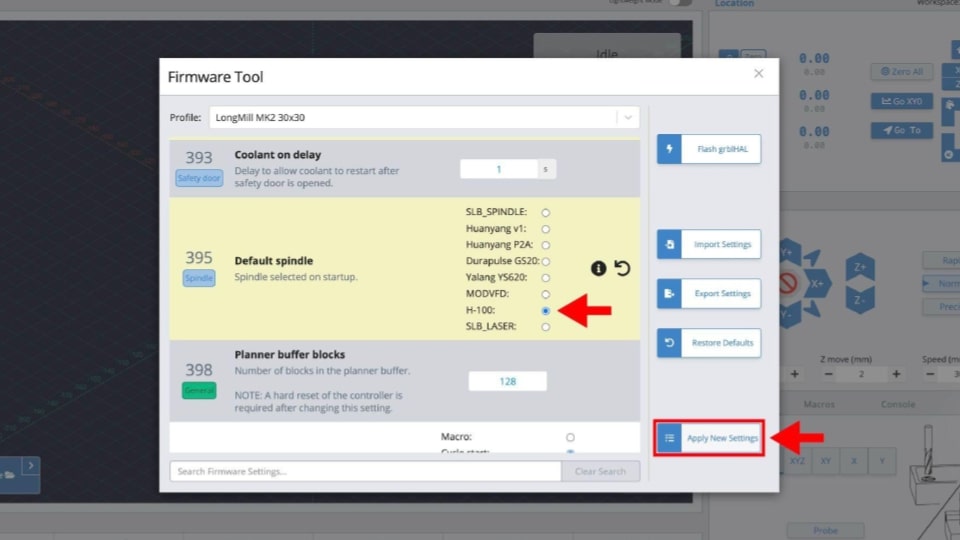 Lightweight Mode
Location
Workspace:
Idle
Zero
0.00
0.00
Zero All
0.00
0.00
Go XY0
0.00
0.00
Go To
Firmware Tool
Profile:
LongMill MK2 30x30
393
Safety door
Coolant on delay
Delay to allow coolant to restart after
safety door is opened.
1
s
395
Spindle
Default spindle
Spindle selected on startup.
SLB_SPINDLE:
Huanyang v1:
Huanyang P2A:
Durapulse GS20:
Yalang YS620:
MODVFD:
H-100:
SLB_LASER:
398
General
Planner buffer blocks
Number of blocks in the planner buffer.
NOTE: A hard reset of the controller is
required after changing this setting.
128
Macro:
Cycle start:
Search Firmware Settings...
Clear Search
Flash grblHAL
Import Settings
Export Settings
Restore Defaults
Apply New Settings
Y+
X+
Y-
Z+
Z-
Z move (mm)
2
Speed (m
Macros
Console
XYZ
XY
X
Y
Probe